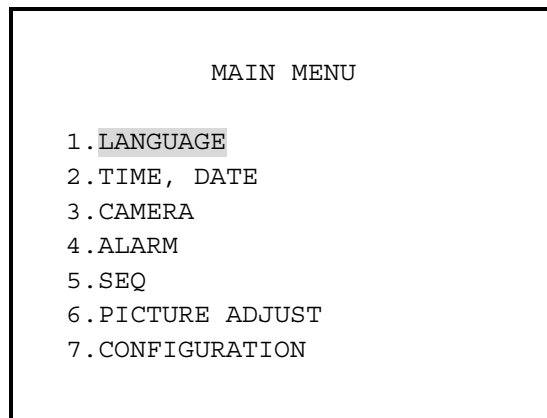 MAIN MENU
1.LANGUAGE
2.TIME, DATE
3.CAMERA
4.ALARM
5.SEQ
6.PICTURE ADJUST
7.CONFIGURATION